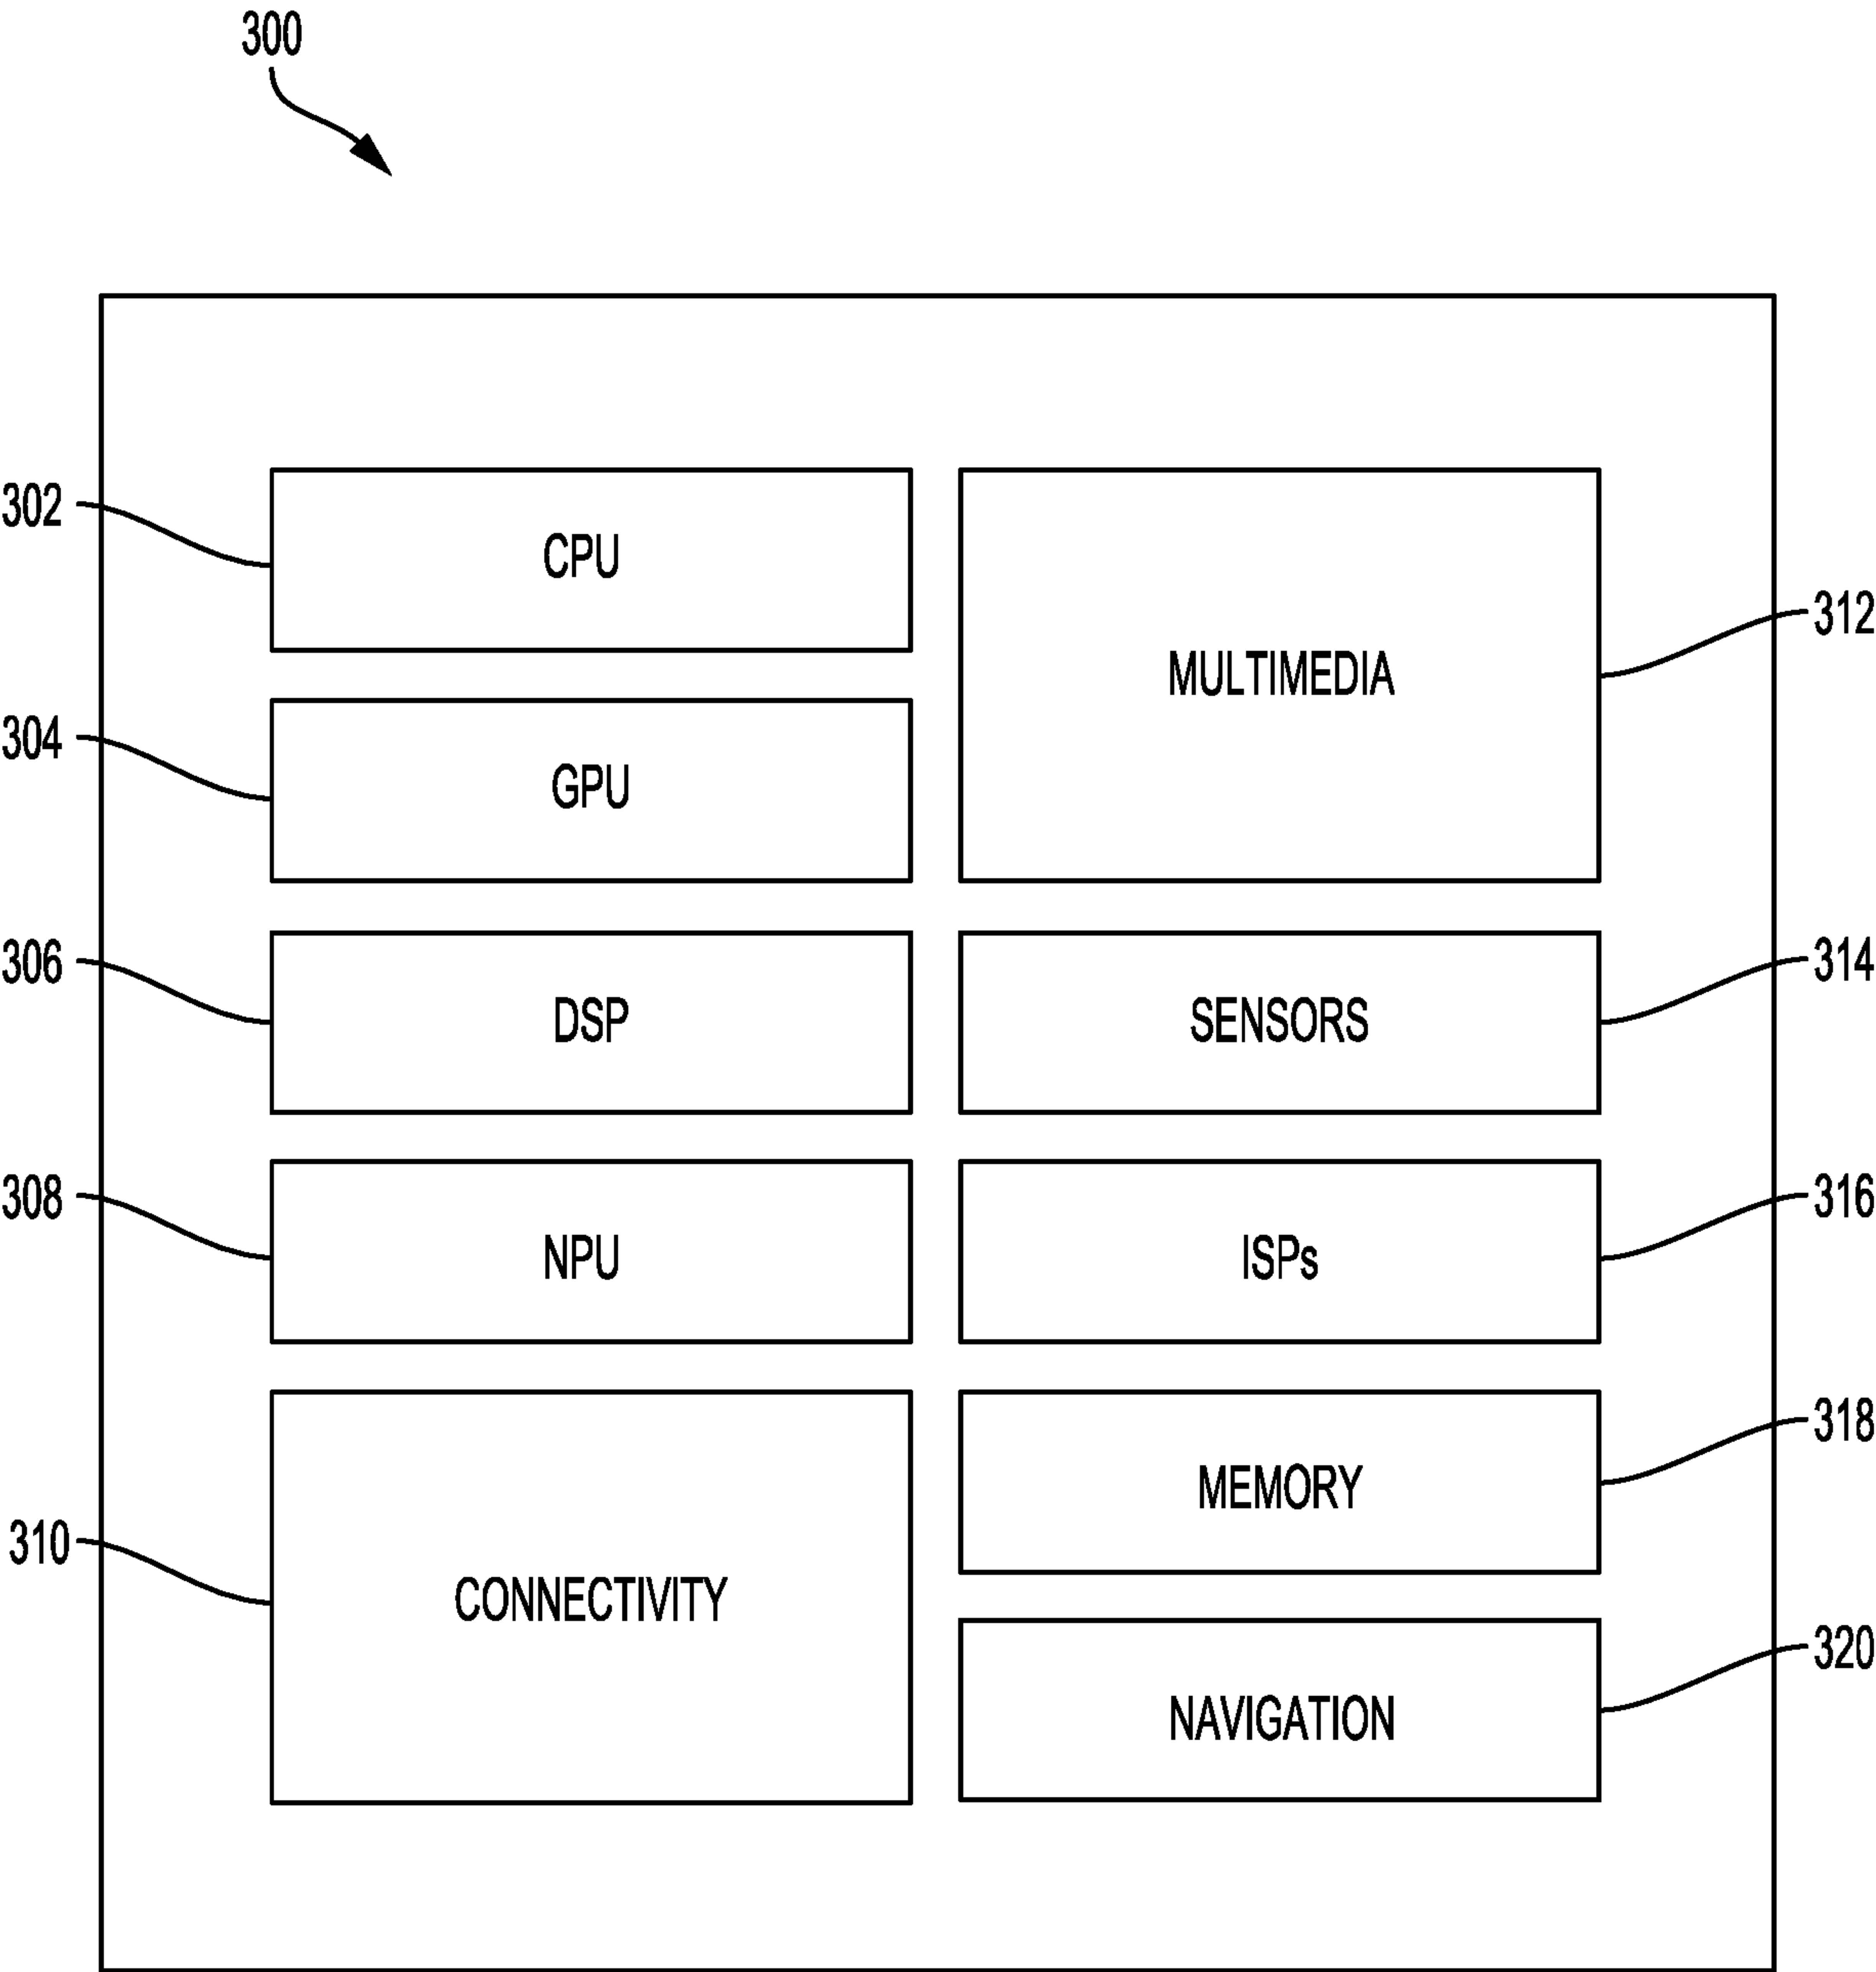 300
302
CPU
312
MULTIMEDIA
304
GPU
306
DSP
314
SENSORS
308
NPU
316
ISPs
318
MEMORY
310
CONNECTIVITY
320
NAVIGATION